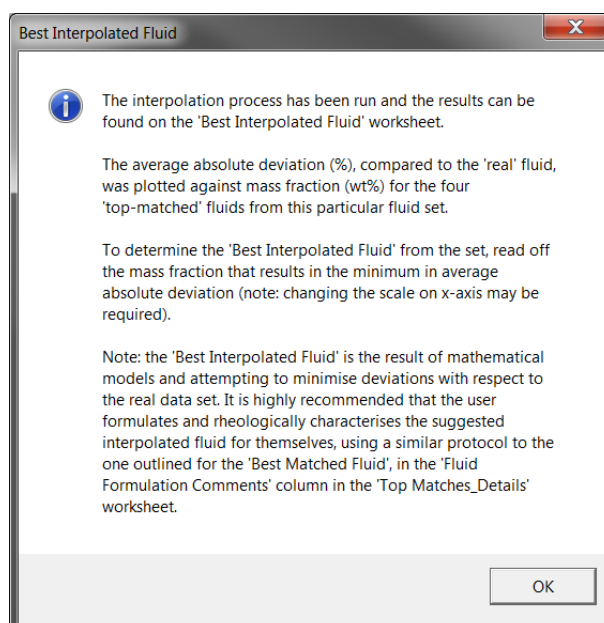 Best Interpolated Fluid
The interpolation process has been run and the results can be
found on the 'Best Interpolated Fluid' worksheet.
The average absolute deviation (%), compared to the 'real' fluid,
was plotted against mass fraction (wt%) for the four
'top-matched' fluids from this particular fluid set.
To determine the 'Best Interpolated Fluid' from the set, read off
the mass fraction that results in the minimum in average
absolute deviation (note: changing the scale on x-axis may be
required).
Note: the 'Best Interpolated Fluid' is the result of mathematical
models and attempting to minimise deviations with respect to
the real data set. It is highly recommended that the user
formulates and rheologically characterises the suggested
interpolated fluid for themselves, using a similar protocol to the
one outlined for the 'Best Matched Fluid', in the 'Fluid
Formulation Comments' column in the 'Top Matches_Details'
worksheet.
OK